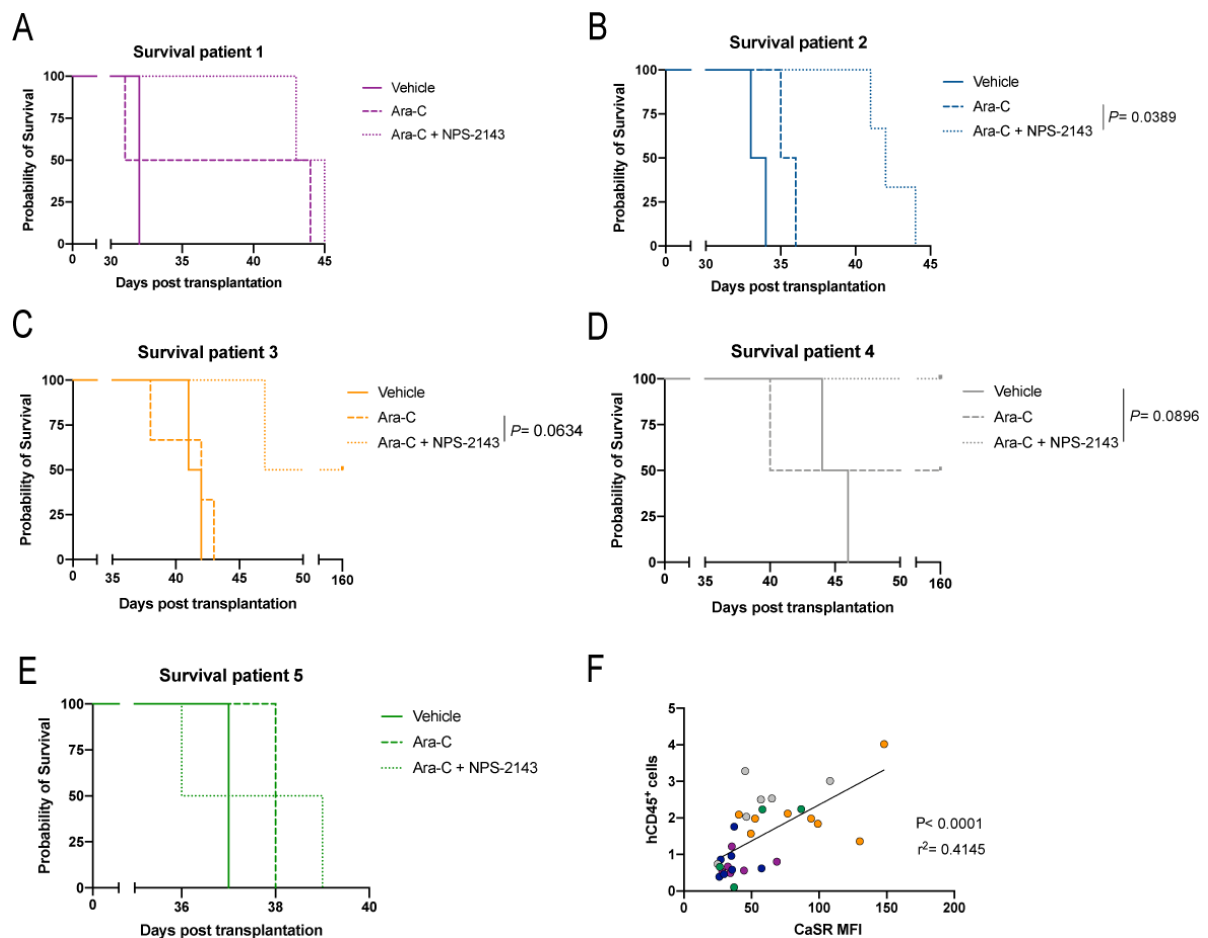 A
Survival patient 1
Probability of Survival
100
75
50
25
0
0
30
35
40
45
Days post transplantation
Vehicle
Ara-C
Ara-C + NPS-2143
B
Survival patient 2
Probability of Survival
100
75
50
25
0
0
30
35
40
45
Days post transplantation
Vehicle
Ara-C
Ara-C + NPS-2143
P= 0.0389
C
Survival patient 3
Probability of Survival
100
75
50
25
0
0
35
40
45
50
160
Days post transplantation
Vehicle
Ara-C
Ara-C + NPS-2143
P= 0.0634
D
Survival patient 4
Probability of Survival
100
75
50
25
0
0
35
40
45
50
160
Days post transplantation
Vehicle
Ara-C
Ara-C + NPS-2143
P= 0.0896
E
Survival patient 5
Probability of Survival
100
75
50
25
0
0
36
38
40
Days post transplantation
Vehicle
Ara-C
Ara-C + NPS-2143
F
hCD45⁺ cells
5
4
3
2
1
0
0
50
100
150
200
CaSR MFI
P< 0.0001
r²= 0.4145